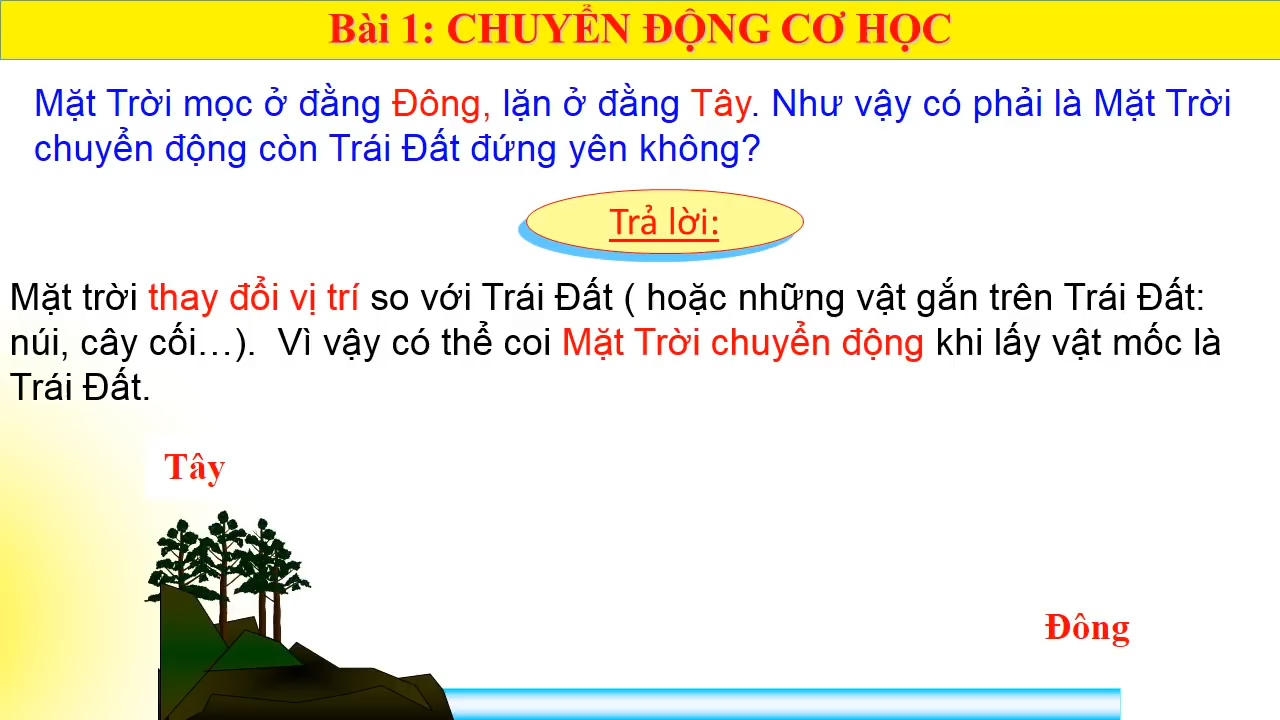 Bài 1: CHUYỂN ĐỘNG CƠ HỌC
Mặt Trời mọc ở đằng Đông, lặn ở đằng Tây. Như vậy có phải là Mặt Trời
chuyển động còn Trái Đất đứng yên không?
Trả lời:
Mặt trời thay đổi vị trí so với Trái Đất ( hoặc những vật gắn trên Trái Đất:
núi, cây cối…). Vì vậy có thể coi Mặt Trời chuyển động khi lấy vật mốc là
Trái Đất.
Tây
Đông